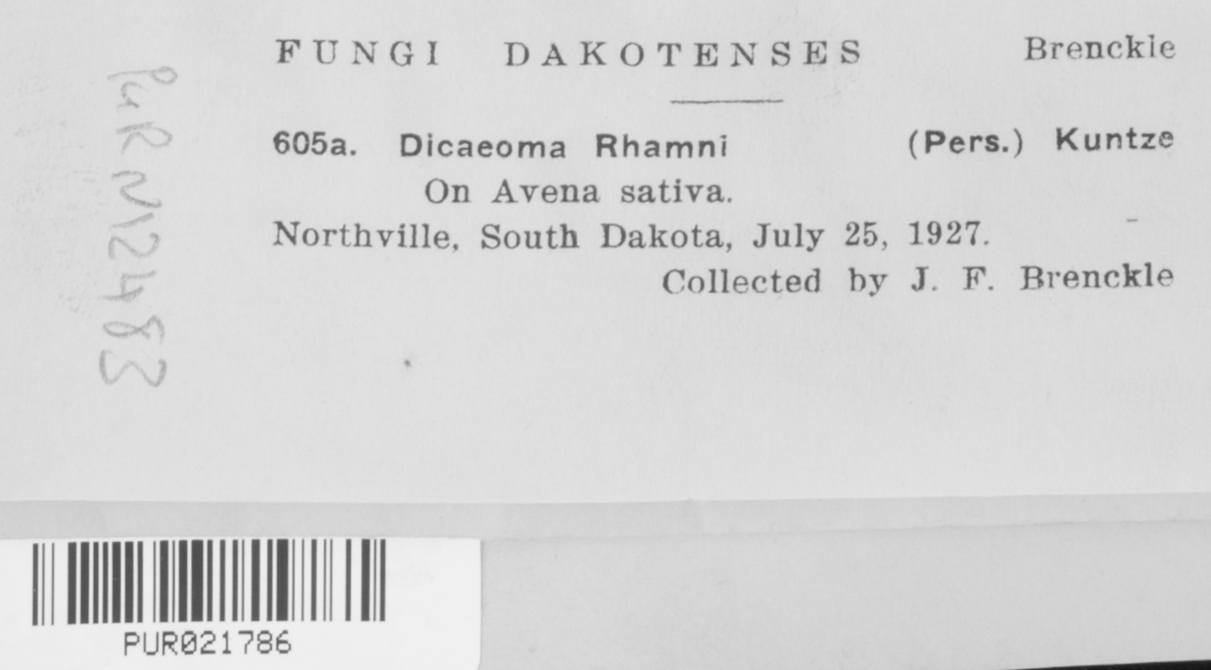 FUNGI DAKOTENSES Brenckle
605a. Dicaeoma Rhamni (Pers.) Kuntze
On Avena sativa.
Northville, South Dakota, July 25, 1927.
Collected by J. F. Brenckle
PUR N12483
PUR021786